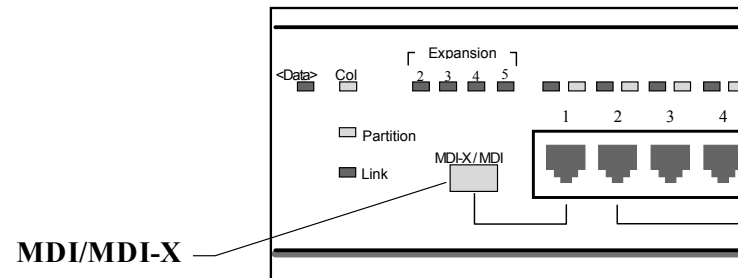 Expansion
<Data> Col 2 3 4 5
1 2 3 4
Partition
MDI-X/MDI
Link
MDI/MDI-X